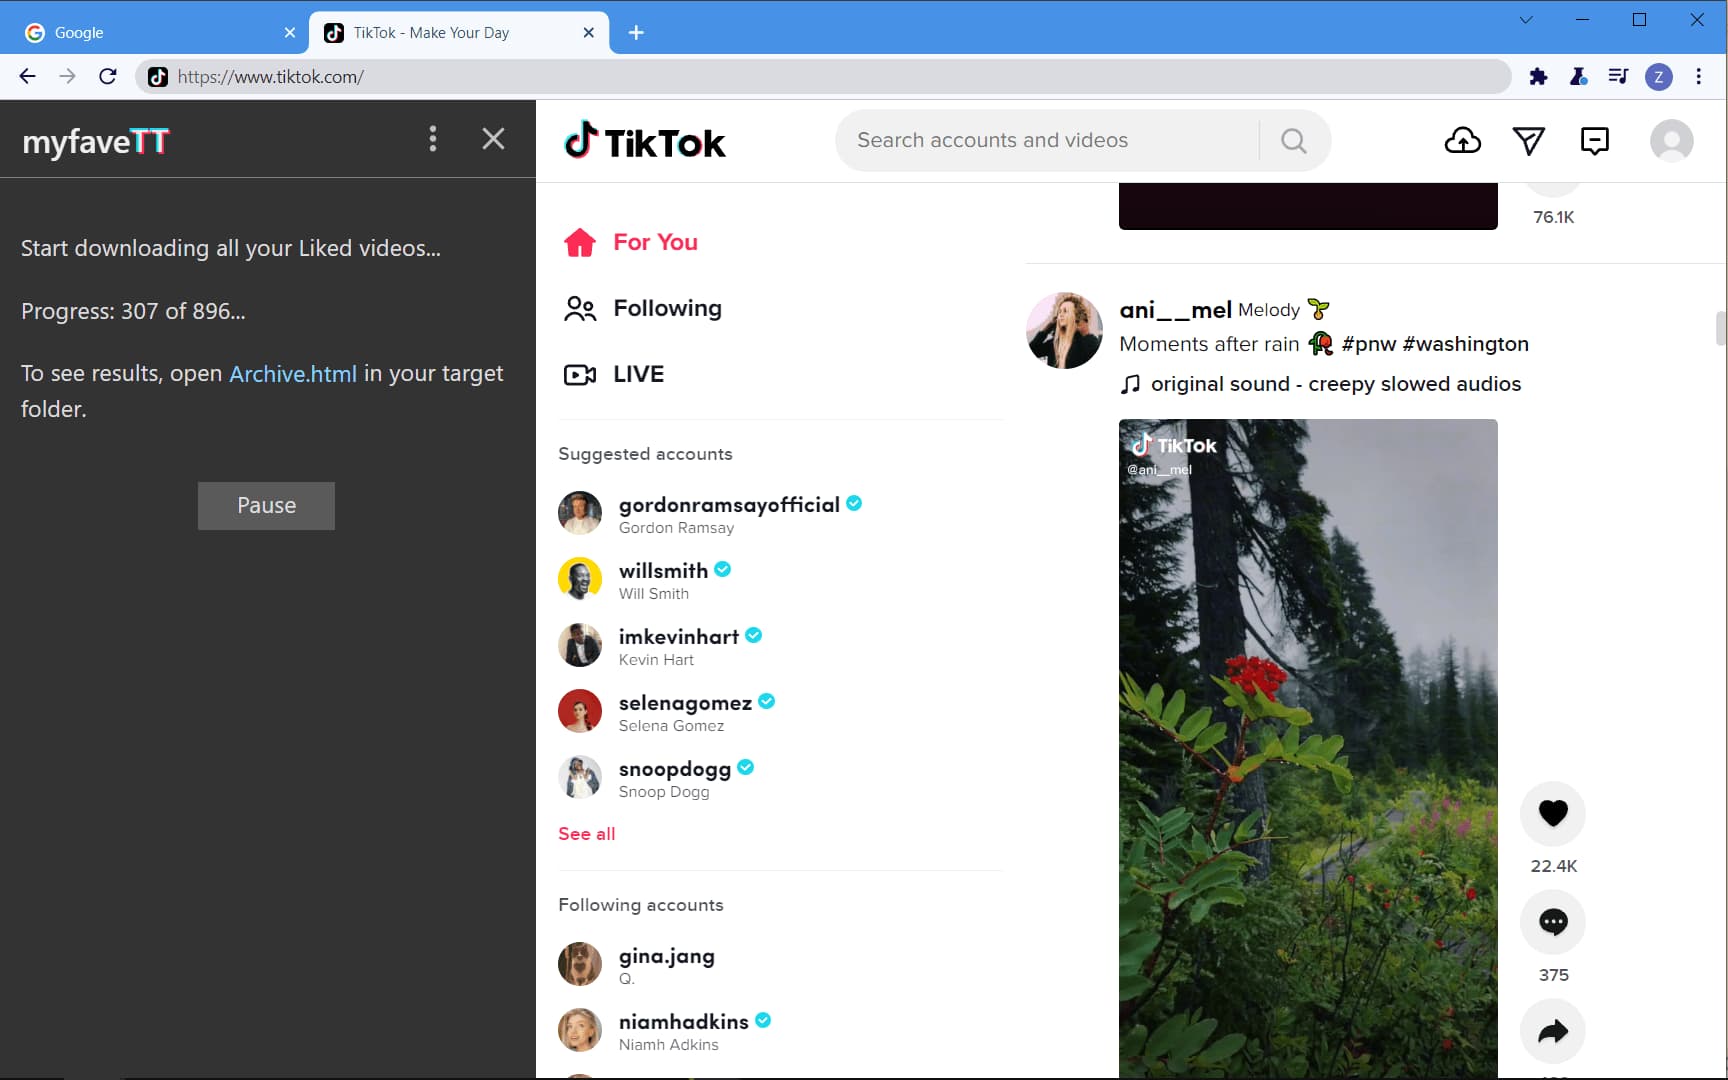 Google
TikTok - Make Your Day
https://www.tiktok.com/
Z
myfaveTT
Start downloading all your Liked videos...
Progress: 307 of 896...
To see results, open Archive.html in your target
folder.
Pause
TikTok
Search accounts and videos
For You
Following
LIVE
Suggested accounts
gordonramsayofficial
Gordon Ramsay
willsmith
Will Smith
imkevinhart
Kevin Hart
selenagomez
Selena Gomez
snoopdogg
Snoop Dogg
See all
Following accounts
gina.jang
Q.
niamhadkins
Niamh Adkins
76.1K
ani__mel Melody 🌱
Moments after rain 🥀 #pnw #washington
original sound - creepy slowed audios
TikTok
@ani__mel
22.4K
375